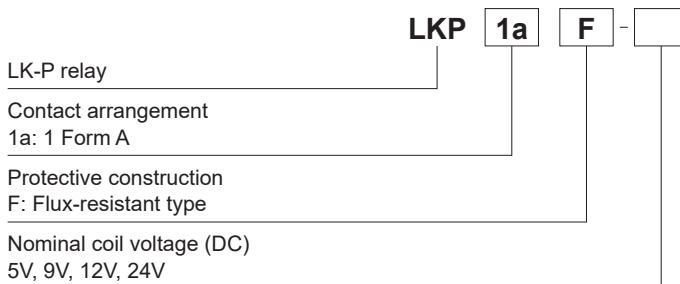 LKP 1a F -
LK-P relay
Contact arrangement
1a: 1 Form A
Protective construction
F: Flux-resistant type
Nominal coil voltage (DC)
5V, 9V, 12V, 24V